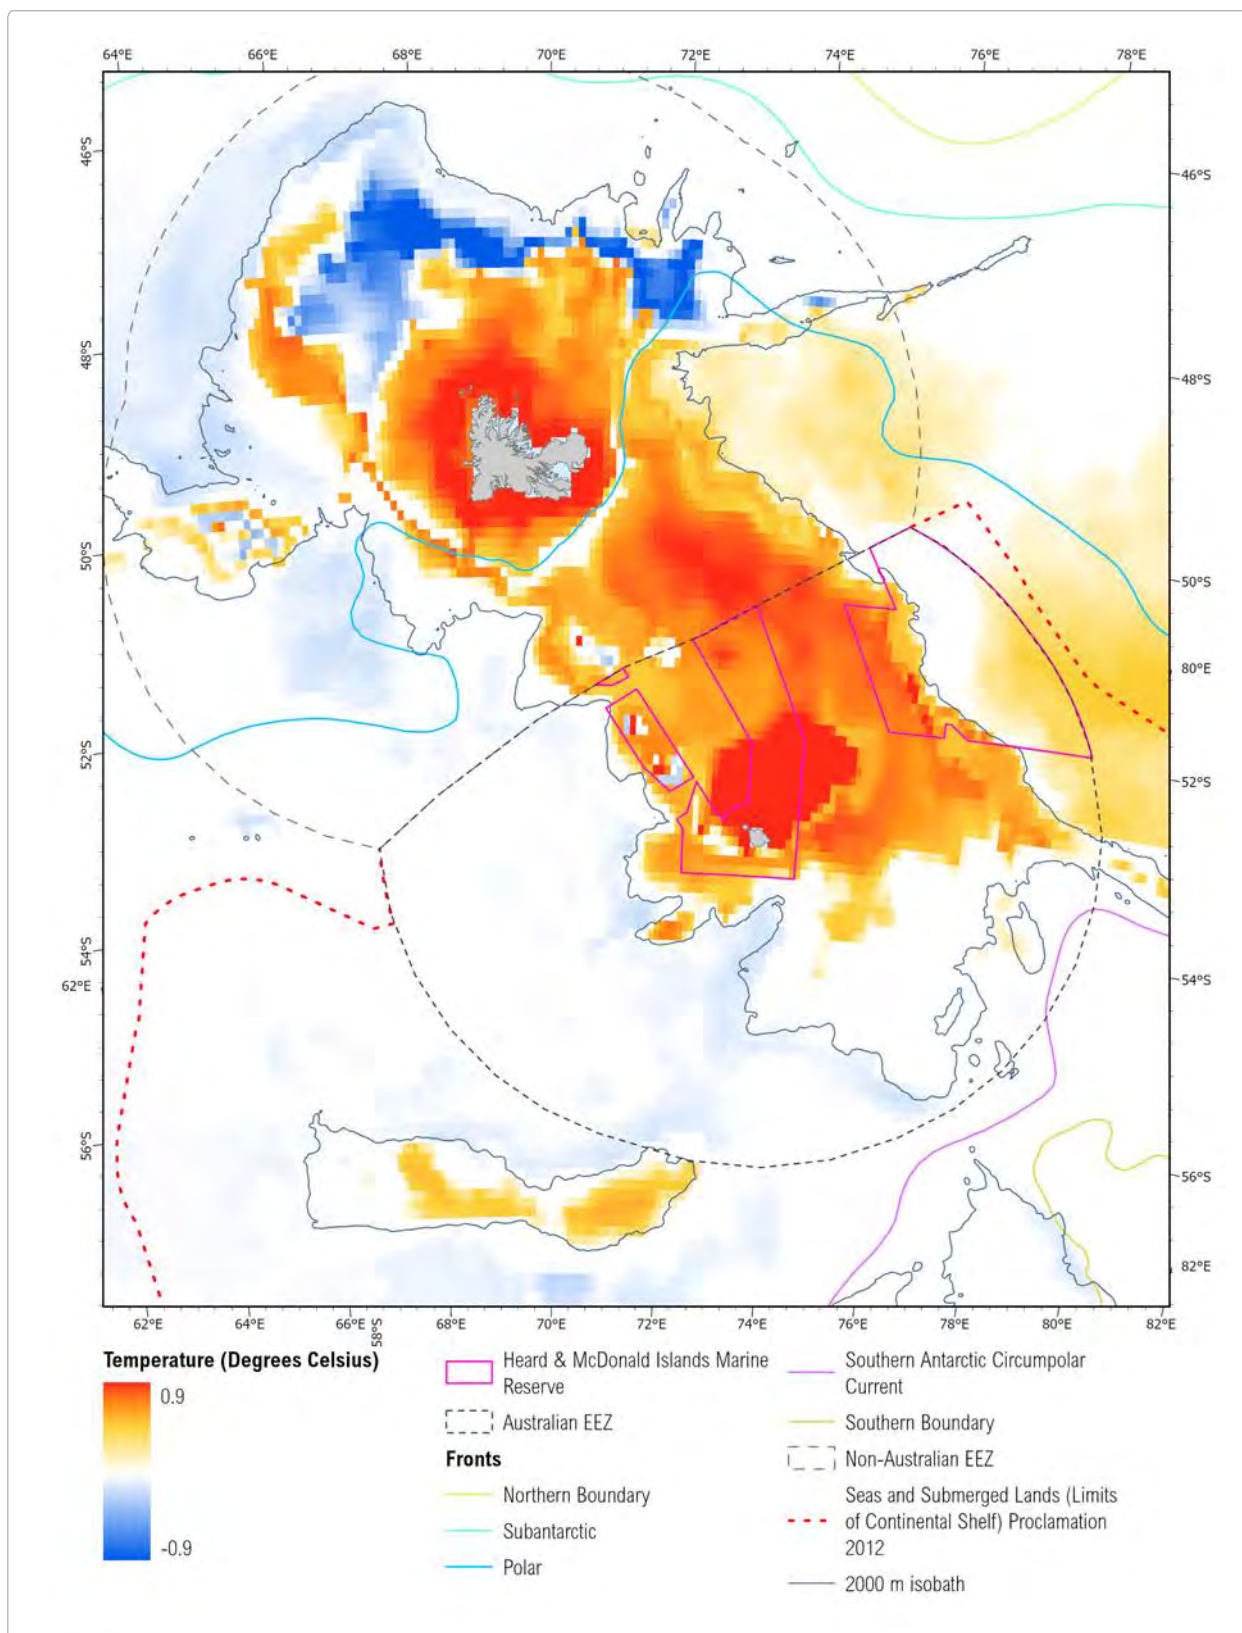 64°E 66°E 68°E 70°E 72°E 74°E 76°E 78°E
46°S
46°S
48°S
48°S
50°S
50°S
80°E
52°S
52°S
54°S
54°S
62°E
56°S
56°S
82°E
62°E 64°E 66°E 68°E 70°E 72°E 74°E 76°E 78°E 80°E 82°E
58°S
Temperature (Degrees Celsius)
0.9
-0.9
Heard & McDonald Islands Marine
Reserve
Australian EEZ
Fronts
Northern Boundary
Subantarctic
Polar
Southern Antarctic Circumpolar
Current
Southern Boundary
Non-Australian EEZ
Seas and Submerged Lands (Limits
of Continental Shelf) Proclamation
2012
2000 m isobath